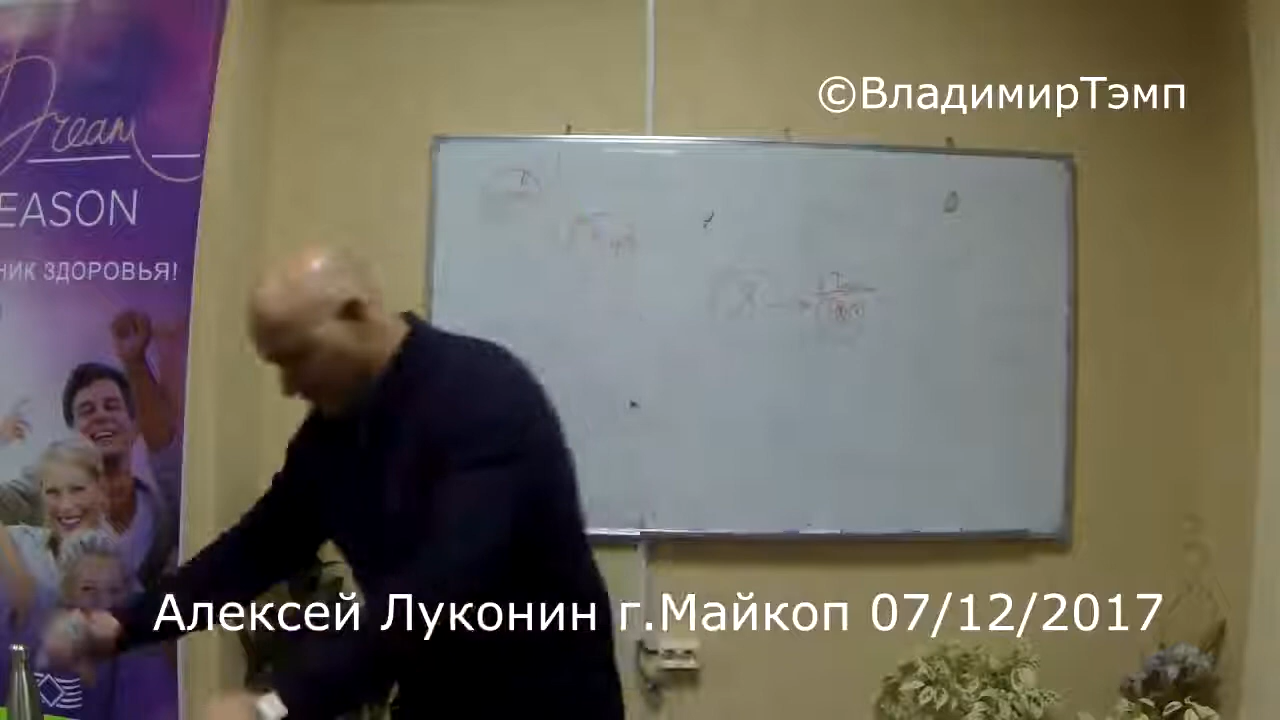 ©ВладимирТэмп
Dream
EASON
НИК ЗДОРОВЬЯ!
Алексей Луконин г.Майкоп 07/12/2017